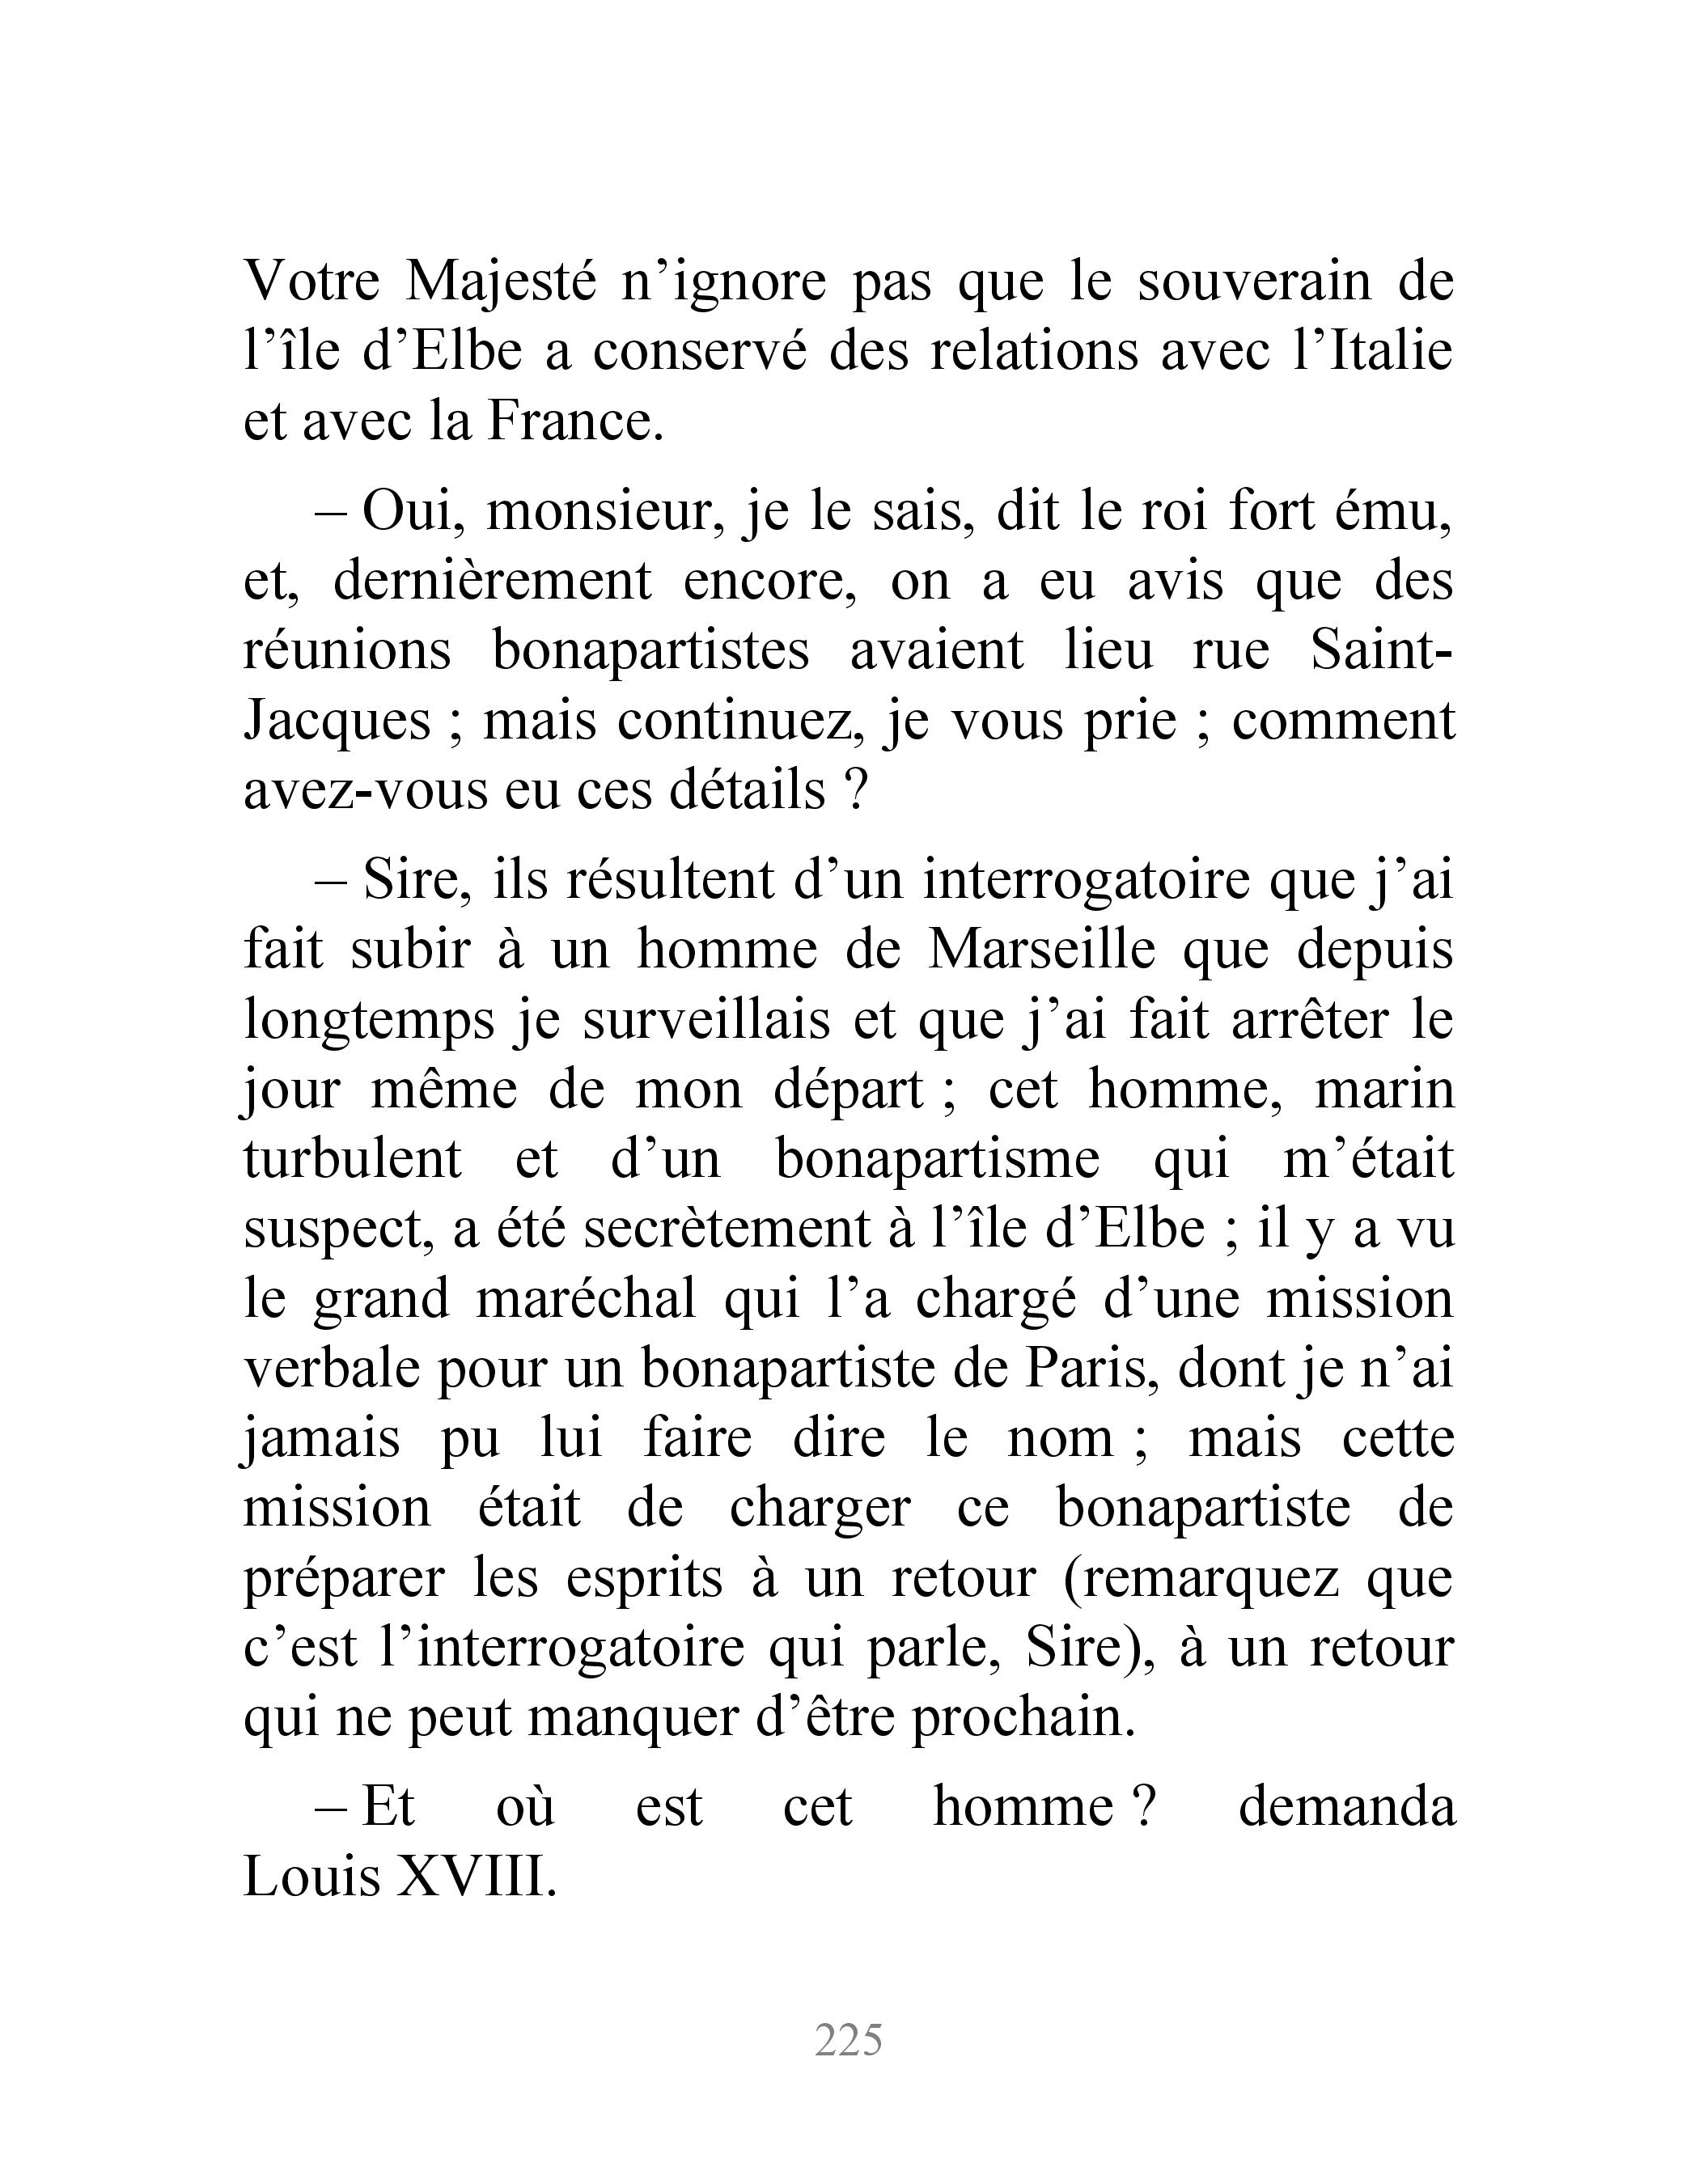 Votre Majesté n’ignore pas que le souverain de
l’île d’Elbe a conservé des relations avec l’Italie
et avec la France.
– Oui, monsieur, je le sais, dit le roi fort ému,
et, dernièrement encore, on a eu avis que des
réunions bonapartistes avaient lieu rue Saint-
Jacques ; mais continuez, je vous prie ; comment
avez-vous eu ces détails ?
– Sire, ils résultent d’un interrogatoire que j’ai
fait subir à un homme de Marseille que depuis
longtemps je surveillais et que j’ai fait arrêter le
jour même de mon départ ; cet homme, marin
turbulent et d’un bonapartisme qui m’était
suspect, a été secrètement à l’île d’Elbe ; il y a vu
le grand maréchal qui l’a chargé d’une mission
verbale pour un bonapartiste de Paris, dont je n’ai
jamais pu lui faire dire le nom ; mais cette
mission était de charger ce bonapartiste de
préparer les esprits à un retour (remarquez que
c’est l’interrogatoire qui parle, Sire), à un retour
qui ne peut manquer d’être prochain.
– Et où est cet homme ? demanda
Louis XVIII.
225